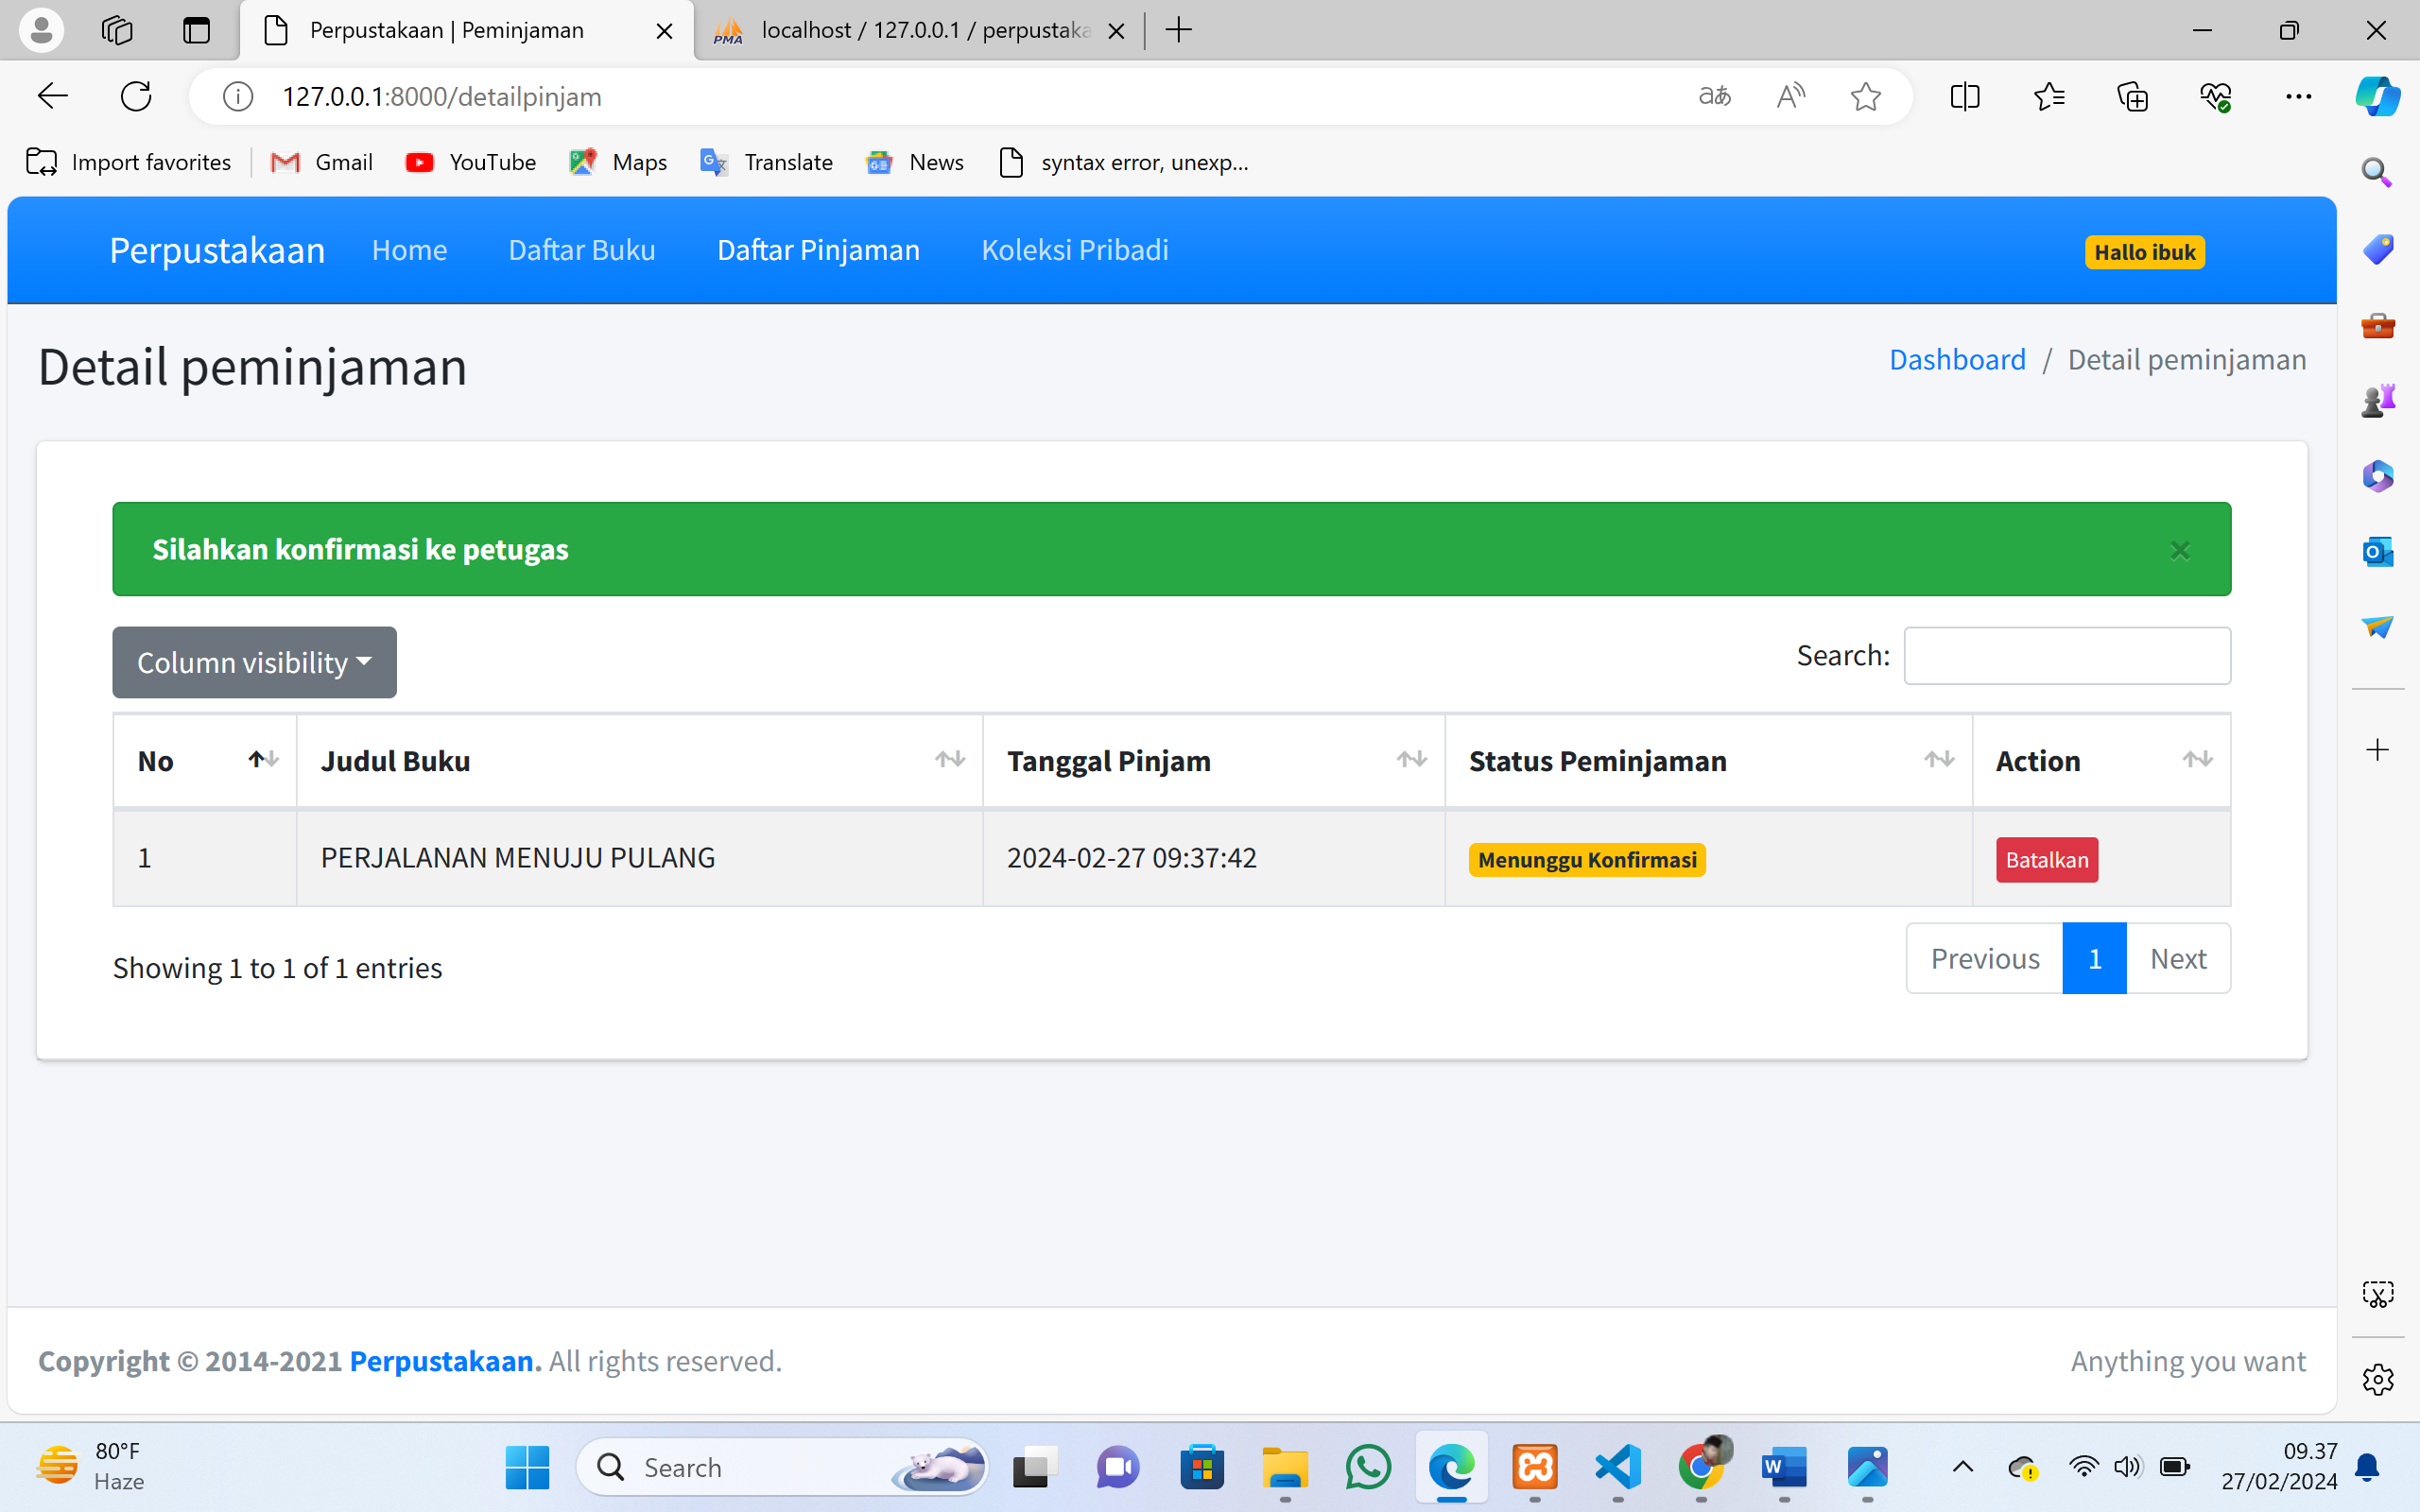 Perpustakaan | Peminjaman
localhost / 127.0.0.1 / perpustaka
127.0.0.1:8000/detailpinjam
Import favorites
Gmail
YouTube
Maps
Translate
News
syntax error, unexp...
Perpustakaan
Home
Daftar Buku
Daftar Pinjaman
Koleksi Pribadi
Hallo ibuk
Detail peminjaman
Dashboard / Detail peminjaman
Silahkan konfirmasi ke petugas
×
Column visibility
Search:
No
Judul Buku
Tanggal Pinjam
Status Peminjaman
Action
1
PERJALANAN MENUJU PULANG
2024-02-27 09:37:42
Menunggu Konfirmasi
Batalkan
Showing 1 to 1 of 1 entries
Previous
1
Next
Copyright © 2014-2021 Perpustakaan. All rights reserved.
Anything you want
80°F
Haze
Search
09.37
27/02/2024